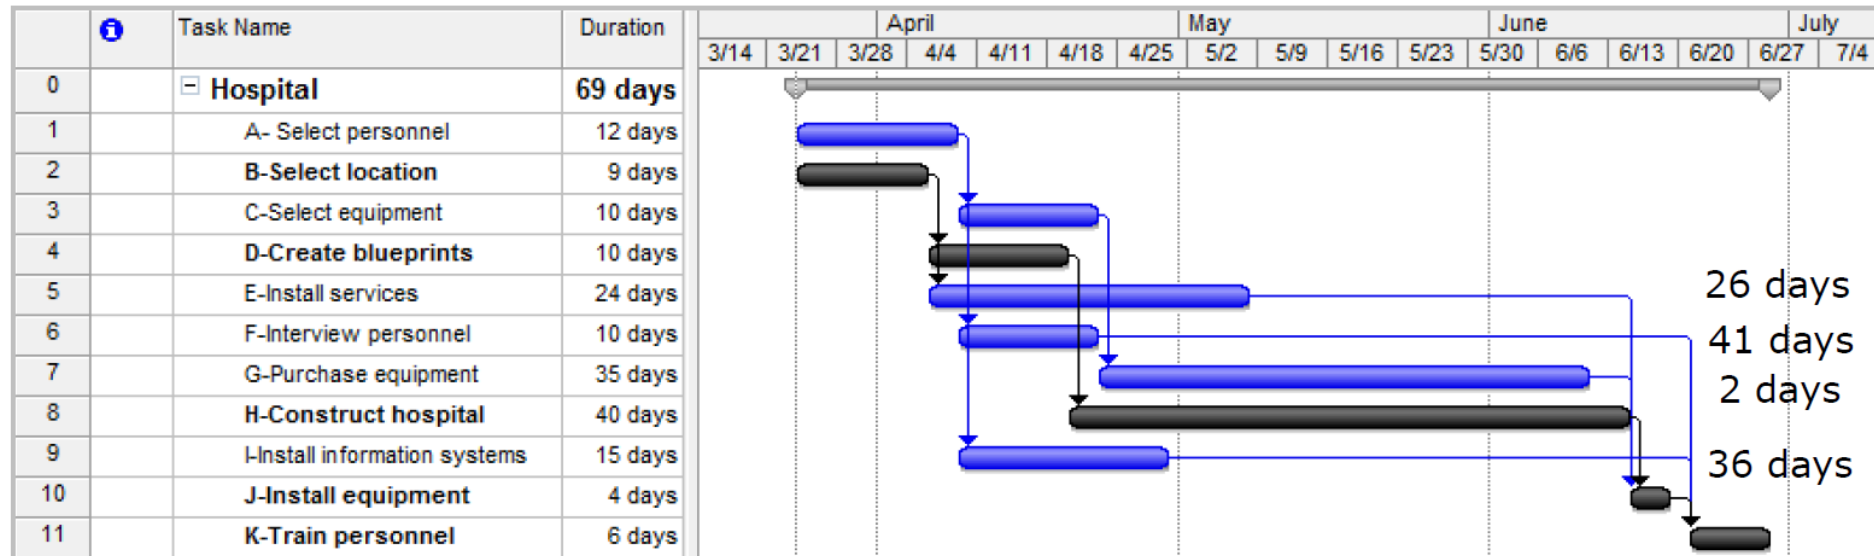 Task Name Duration April May June July
3/14 3/21 3/28 4/4 4/11 4/18 4/25 5/2 5/9 5/16 5/23 5/30 6/6 6/13 6/20 6/27 7/4
0 Hospital 69 days
1 A- Select personnel 12 days
2 B-Select location 9 days
3 C-Select equipment 10 days
4 D-Create blueprints 10 days
5 E-Install services 24 days 26 days
6 F-Interview personnel 10 days 41 days
7 G-Purchase equipment 35 days 2 days
8 H-Construct hospital 40 days
9 I-Install information systems 15 days 36 days
10 J-Install equipment 4 days
11 K-Train personnel 6 days